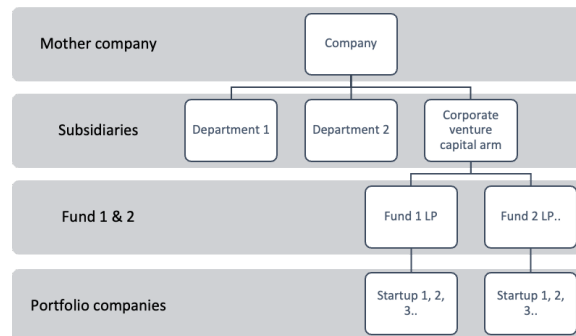 Mother company
Company
Subsidiaries
Department 1
Department 2
Corporate
venture
capital arm
Fund 1 & 2
Fund 1 LP
Fund 2 LP..
Portfolio companies
Startup 1, 2,
3..
Startup 1, 2,
3..